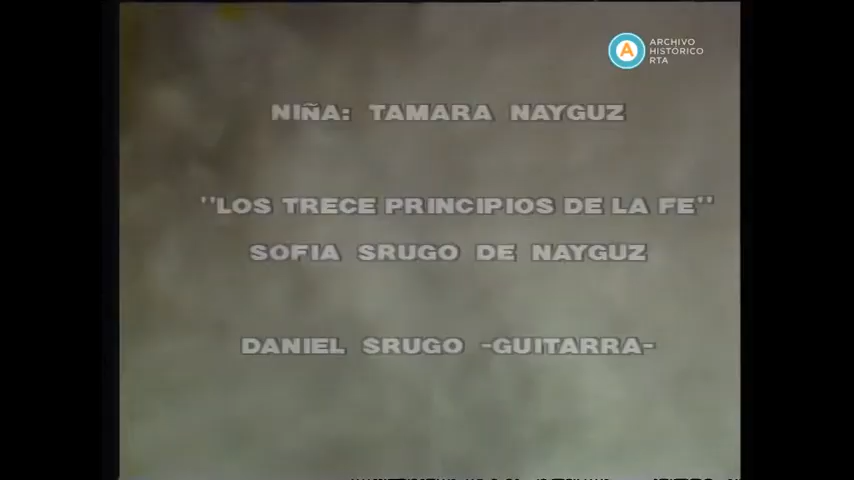 ARCHIVO
HISTÓRICO
RTA
NIÑA: TAMARA NAYGUZ
"LOS TRECE PRINCIPIOS DE LA FE"
SOFIA SRUGO DE NAYGUZ
DANIEL SRUGO -GUITARRA-